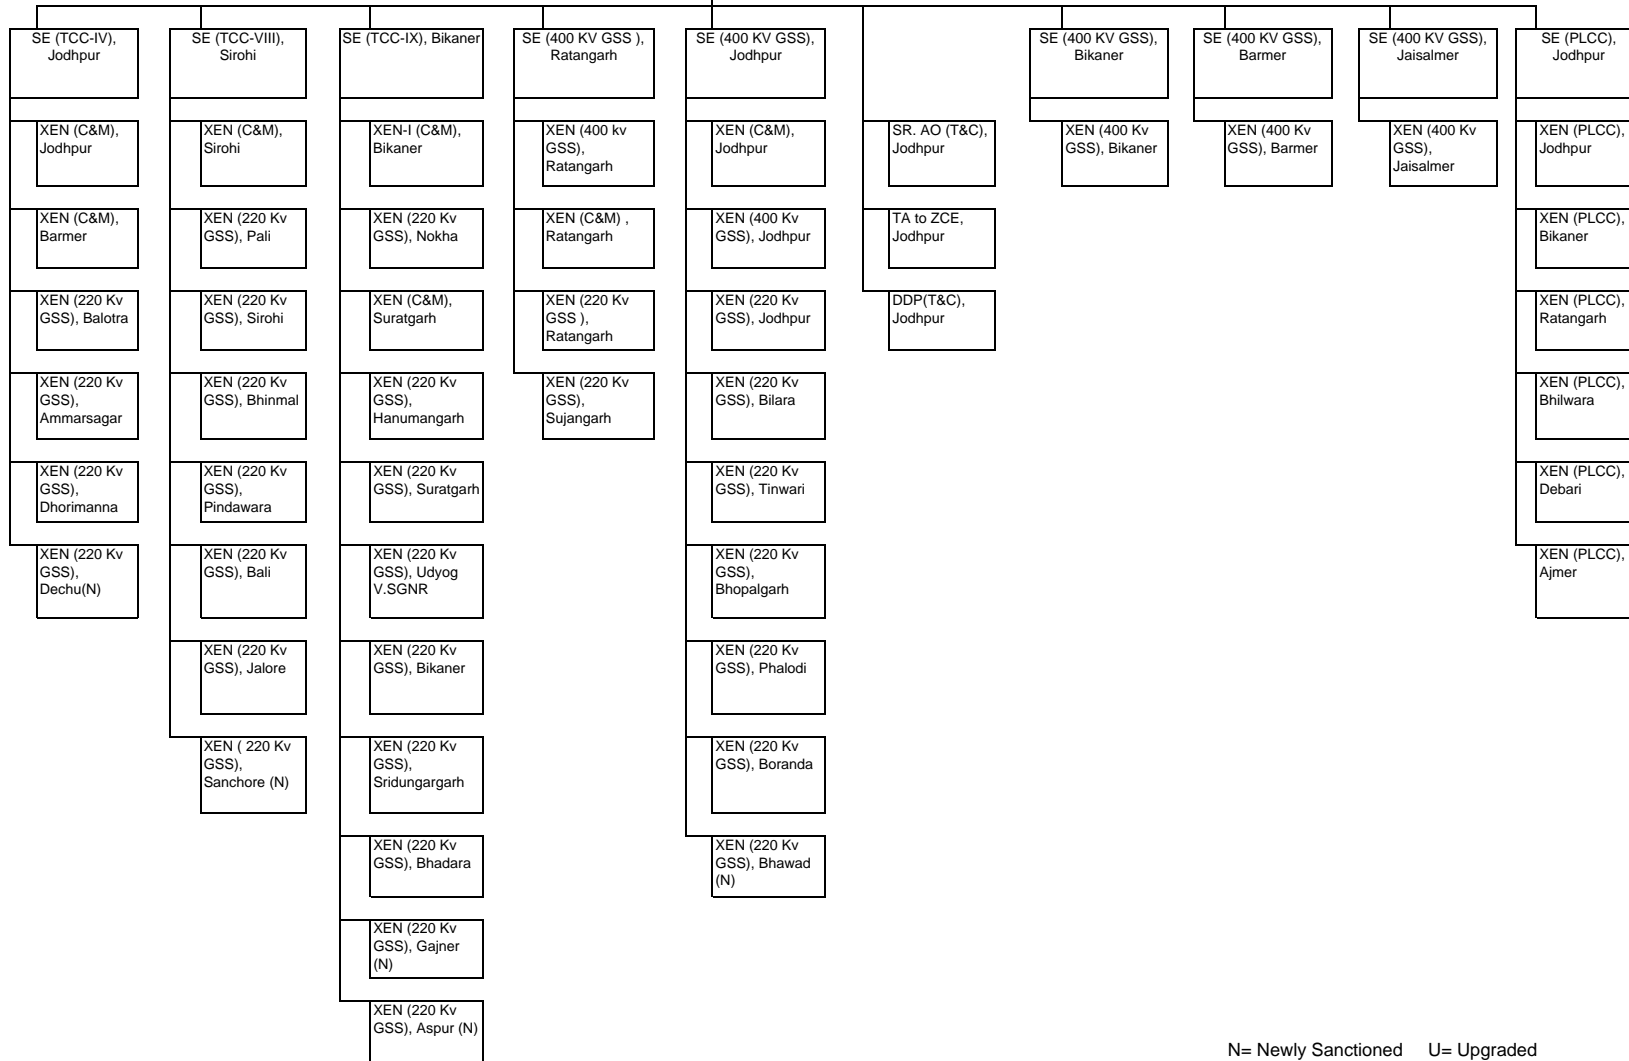 SE (TCC-IV),
Jodhpur
XEN (C&M),
Jodhpur
XEN (C&M),
Barmer
XEN (220 Kv
GSS), Balotra
XEN (220 Kv
GSS),
Ammarsagar
XEN (220 Kv
GSS),
Dhorimanna
XEN (220 Kv
GSS),
Dechu(N)
SE (TCC-VIII),
Sirohi
XEN (C&M),
Sirohi
XEN (220 Kv
GSS), Pali
XEN (220 Kv
GSS), Sirohi
XEN (220 Kv
GSS), Bhinmal
XEN (220 Kv
GSS),
Pindawara
XEN (220 Kv
GSS), Bali
XEN (220 Kv
GSS), Jalore
XEN ( 220 Kv
GSS),
Sanchore (N)
SE (TCC-IX), Bikaner
XEN-I (C&M),
Bikaner
XEN (220 Kv
GSS), Nokha
XEN (C&M),
Suratgarh
XEN (220 Kv
GSS),
Hanumangarh
XEN (220 Kv
GSS), Suratgarh
XEN (220 Kv
GSS), Udyog
V.SGNR
XEN (220 Kv
GSS), Bikaner
XEN (220 Kv
GSS),
Sridungargarh
XEN (220 Kv
GSS), Bhadara
XEN (220 Kv
GSS), Gajner
(N)
XEN (220 Kv
GSS), Aspur (N)
SE (400 KV GSS ),
Ratangarh
XEN (400 kv
GSS),
Ratangarh
XEN (C&M) ,
Ratangarh
XEN (220 Kv
GSS ),
Ratangarh
XEN (220 Kv
GSS),
Sujangarh
SE (400 KV GSS),
Jodhpur
XEN (C&M),
Jodhpur
XEN (400 Kv
GSS), Jodhpur
XEN (220 Kv
GSS), Jodhpur
XEN (220 Kv
GSS), Bilara
XEN (220 Kv
GSS), Tinwari
XEN (220 Kv
GSS),
Bhopalgarh
XEN (220 Kv
GSS), Phalodi
XEN (220 Kv
GSS), Boranda
XEN (220 Kv
GSS), Bhawad
(N)
SR. AO (T&C),
Jodhpur
TA to ZCE,
Jodhpur
DDP(T&C),
Jodhpur
SE (400 KV GSS),
Bikaner
XEN (400 Kv
GSS), Bikaner
SE (400 KV GSS),
Barmer
XEN (400 Kv
GSS), Barmer
SE (400 KV GSS),
Jaisalmer
XEN (400 Kv
GSS),
Jaisalmer
SE (PLCC),
Jodhpur
XEN (PLCC),
Jodhpur
XEN (PLCC),
Bikaner
XEN (PLCC),
Ratangarh
XEN (PLCC),
Bhilwara
XEN (PLCC),
Debari
XEN (PLCC),
Ajmer
N= Newly Sanctioned U= Upgraded